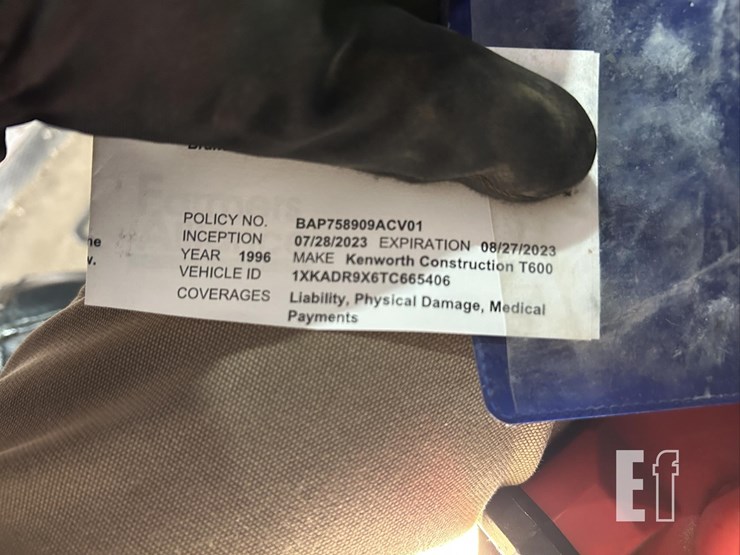 POLICY NO. BAP758909ACV01
INCEPTION 07/28/2023 EXPIRATION 08/27/2023
YEAR 1996 MAKE Kenworth Construction T600
VEHICLE ID 1XKADR9X6TC665406
COVERAGES Liability, Physical Damage, Medical
Payments
Ef